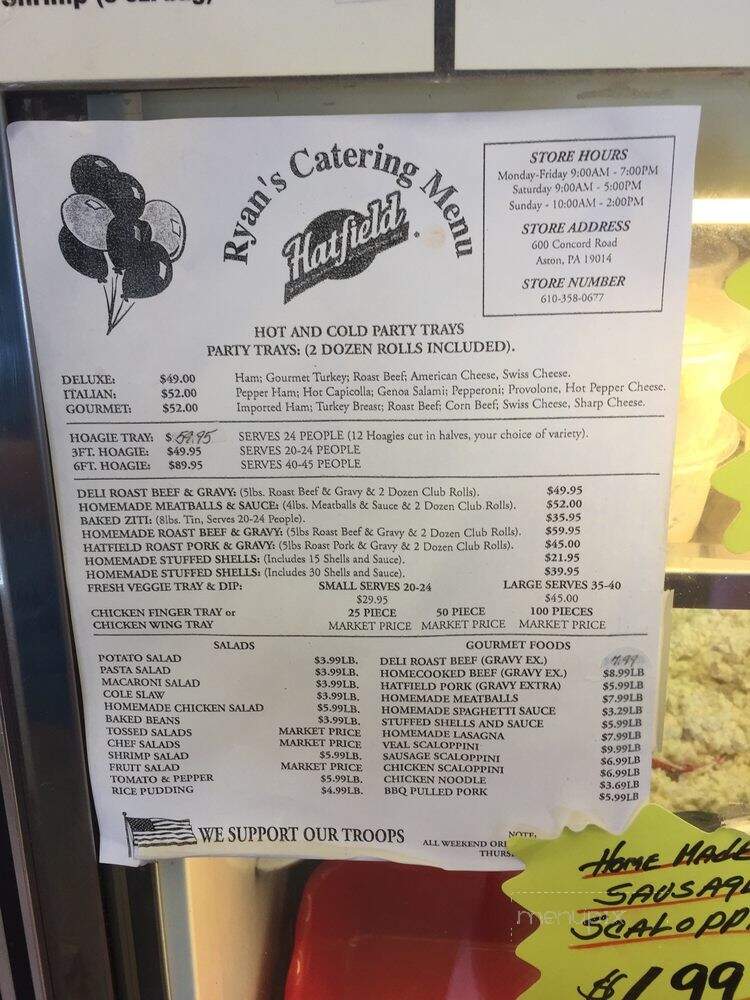 Ryan's Catering Menu
Hatfield
STORE HOURS
Monday-Friday 9:00AM - 7:00PM
Saturday 9:00AM - 5:00PM
Sunday - 10:00AM - 2:00PM
STORE ADDRESS
600 Concord Road
Aston, PA 19014
STORE NUMBER
610-358-0677
HOT AND COLD PARTY TRAYS
PARTY TRAYS: (2 DOZEN ROLLS INCLUDED).
DELUXE: $49.00 Ham; Gourmet Turkey; Roast Beef; American Cheese, Swiss Cheese.
ITALIAN: $52.00 Pepper Ham; Hot Capicolla; Genoa Salami; Pepperoni; Provolone, Hot Pepper Cheese.
GOURMET: $52.00 Imported Ham; Turkey Breast; Roast Beef; Corn Beef; Swiss Cheese, Sharp Cheese.
HOAGIE TRAY: $ 59.95 SERVES 24 PEOPLE (12 Hoagies cut in halves, your choice of variety).
3FT. HOAGIE: $49.95 SERVES 20-24 PEOPLE
6FT. HOAGIE: $89.95 SERVES 40-45 PEOPLE
DELI ROAST BEEF & GRAVY: (5lbs. Roast Beef & Gravy & 2 Dozen Club Rolls). $49.95
HOMEMADE MEATBALLS & SAUCE: (4lbs. Meatballs & Sauce & 2 Dozen Club Rolls). $52.00
BAKED ZITI: (8lbs. Tin, Serves 20-24 People). $35.95
HOMEMADE ROAST BEEF & GRAVY: (5lbs Roast Beef & Gravy & 2 Dozen Club Rolls). $59.95
HATFIELD ROAST PORK & GRAVY: (5lbs Roast Pork & Gravy & 2 Dozen Club Rolls). $45.00
HOMEMADE STUFFED SHELLS: (Includes 15 Shells and Sauce). $21.95
HOMEMADE STUFFED SHELLS: (Includes 30 Shells and Sauce). $39.95
FRESH VEGGIE TRAY & DIP: SMALL SERVES 20-24 LARGE SERVES 35-40
$29.95 $45.00
CHICKEN FINGER TRAY or 25 PIECE 50 PIECE 100 PIECES
CHICKEN WING TRAY MARKET PRICE MARKET PRICE MARKET PRICE
SALADS
POTATO SALAD $3.99LB.
PASTA SALAD $3.99LB.
MACARONI SALAD $3.99LB.
COLE SLAW $3.99LB.
HOMEMADE CHICKEN SALAD $5.99LB.
BAKED BEANS $3.99LB.
TOSSED SALADS MARKET PRICE
CHEF SALADS MARKET PRICE
SHRIMP SALAD $5.99LB.
FRUIT SALAD MARKET PRICE
TOMATO & PEPPER $5.99LB.
RICE PUDDING $4.99LB.
GOURMET FOODS
DELI ROAST BEEF (GRAVY EX.) 7.99
HOMECOOKED BEEF (GRAVY EX.) $8.99LB
HATFIELD PORK (GRAVY EXTRA) $5.99LB
HOMEMADE MEATBALLS $7.99LB
HOMEMADE SPAGHETTI SAUCE $3.29LB
STUFFED SHELLS AND SAUCE $5.99LB
HOMEMADE LASAGNA $7.99LB
VEAL SCALOPPINI $9.99LB
SAUSAGE SCALOPPINI $6.99LB
CHICKEN SCALOPPINI $6.99LB
CHICKEN NOODLE $3.69LB
BBQ PULLED PORK $5.99LB
WE SUPPORT OUR TROOPS
NOTE:
ALL WEEKEND
THURS
HOME MADE
SAUSAG
SCALOPP
$1.99
menupix